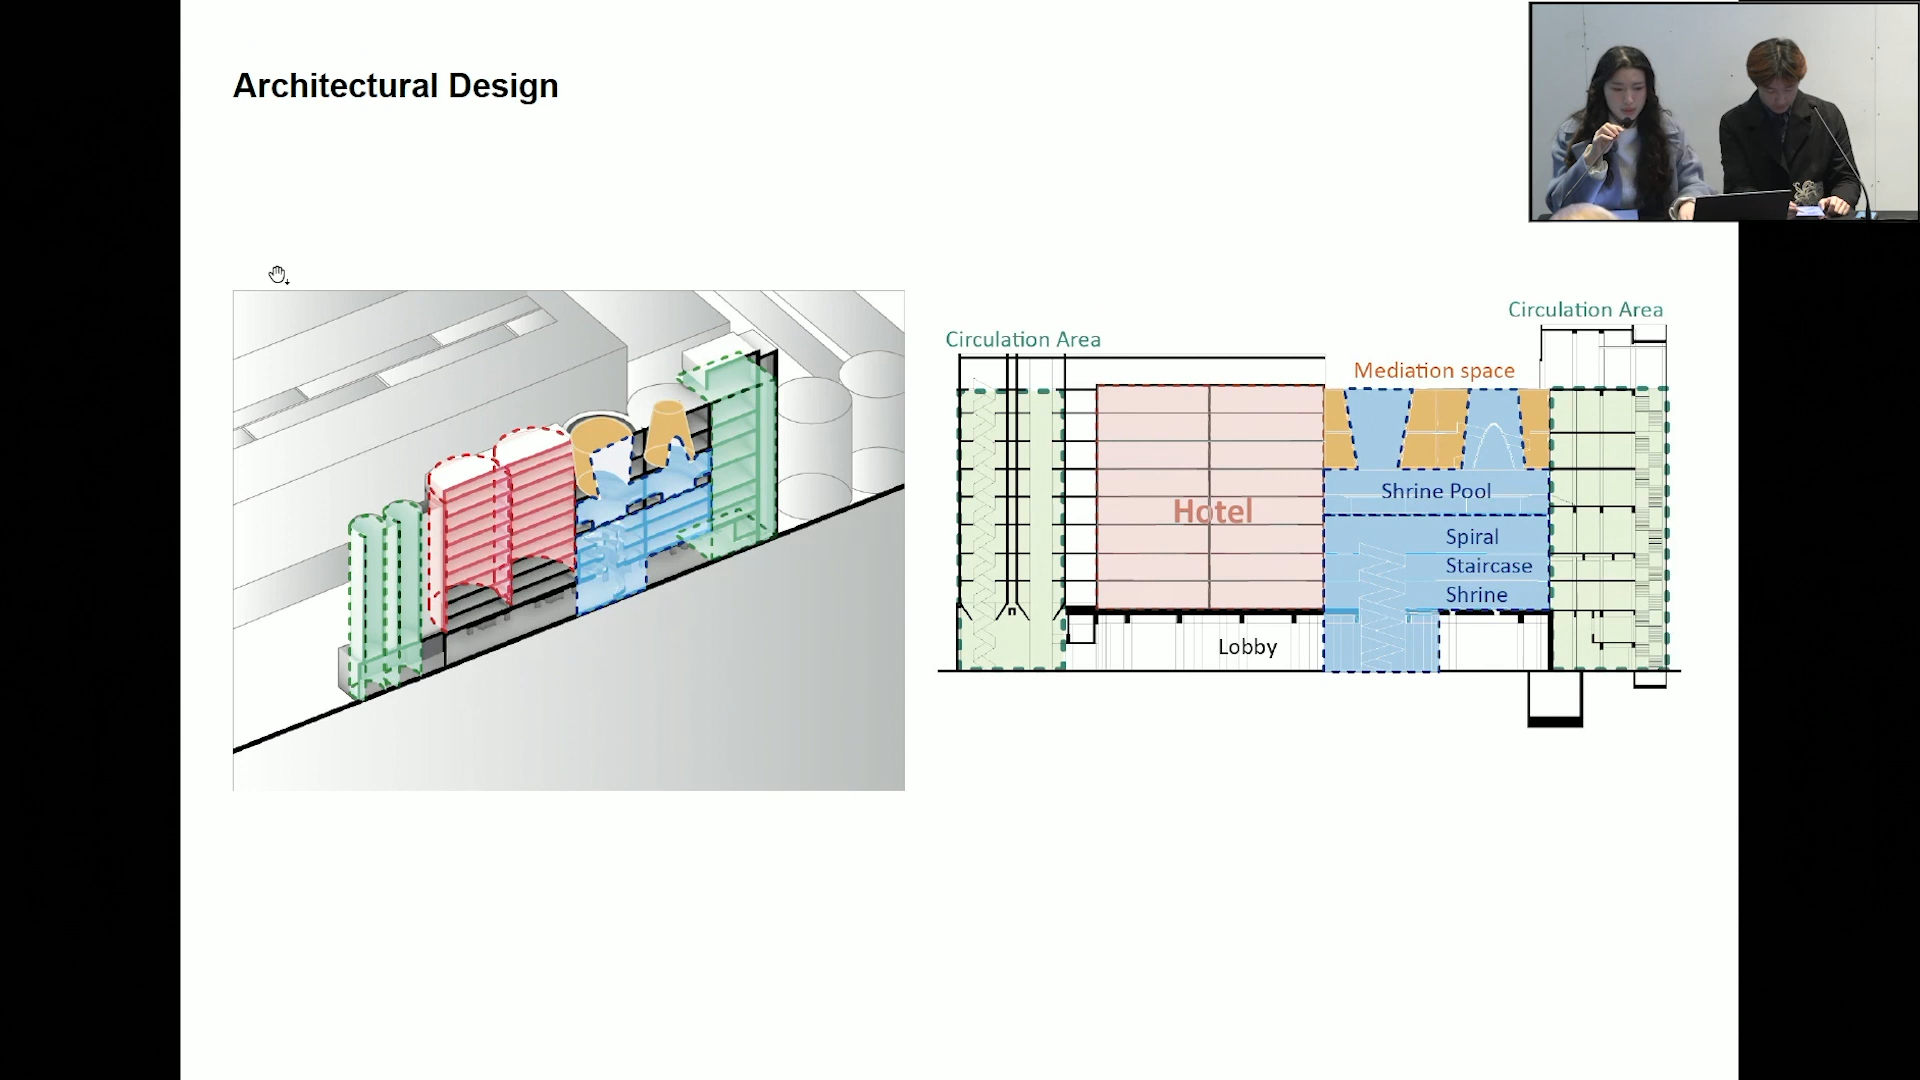 Architectural Design
Circulation Area
Circulation Area
Mediation space
Shrine Pool
Hotel
Spiral
Staircase
Shrine
Lobby